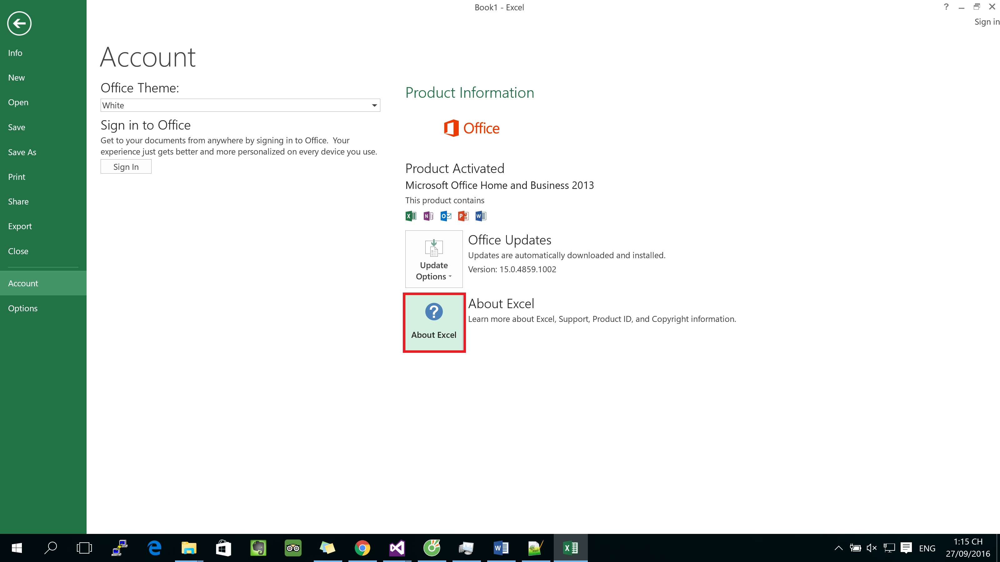 Book1 - Excel
Sign in
Info
New
Open
Save
Save As
Print
Share
Export
Close
Account
Options
Account
Office Theme:
White
Sign in to Office
Get to your documents from anywhere by signing in to Office.  Your
experience just gets better and more personalized on every device you use.
Sign In
Product Information
Office
Product Activated
Microsoft Office Home and Business 2013
This product contains
Update
Options
Office Updates
Updates are automatically downloaded and installed.
Version: 15.0.4859.1002
About Excel
About Excel
Learn more about Excel, Support, Product ID, and Copyright information.
ENG
1:15 CH
27/09/2016